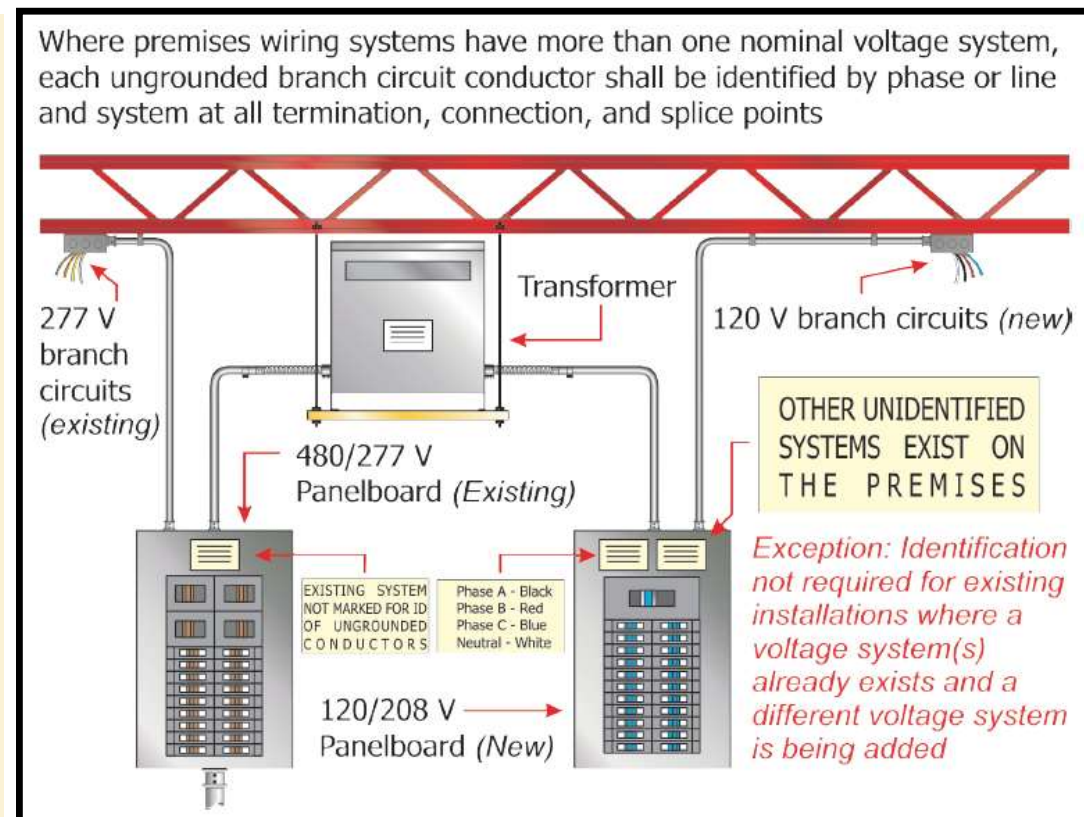 Where premises wiring systems have more than one nominal voltage system,
each ungrounded branch circuit conductor shall be identified by phase or line
and system at all termination, connection, and splice points
277 V
branch
circuits
(existing)
Transformer
120 V branch circuits (new)
480/277 V
Panelboard (Existing)
OTHER UNIDENTIFIED
SYSTEMS EXIST ON
THE PREMISES
EXISTING SYSTEM
NOT MARKED FOR ID
OF UNGROUNDED
CONDUCTORS
Phase A - Black
Phase B - Red
Phase C - Blue
Neutral - White
Exception: Identification
not required for existing
installations where a
voltage system(s)
already exists and a
different voltage system
is being added
120/208 V
Panelboard (New)